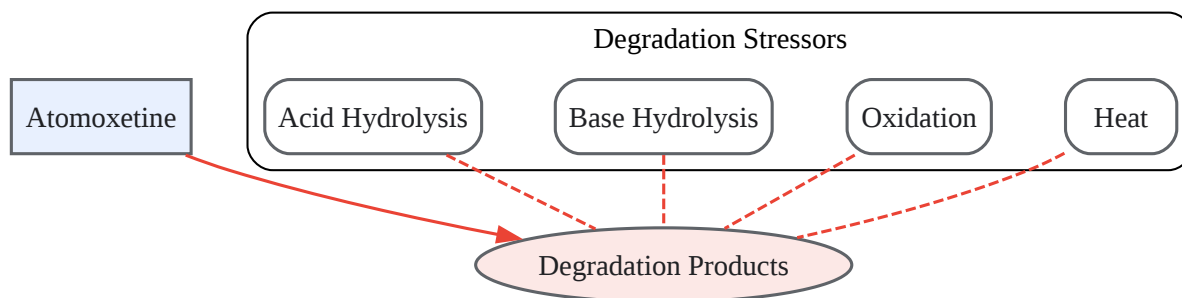 Degradation Stressors
Atomoxetine
Acid Hydrolysis
Base Hydrolysis
Oxidation
Heat
Degradation Products